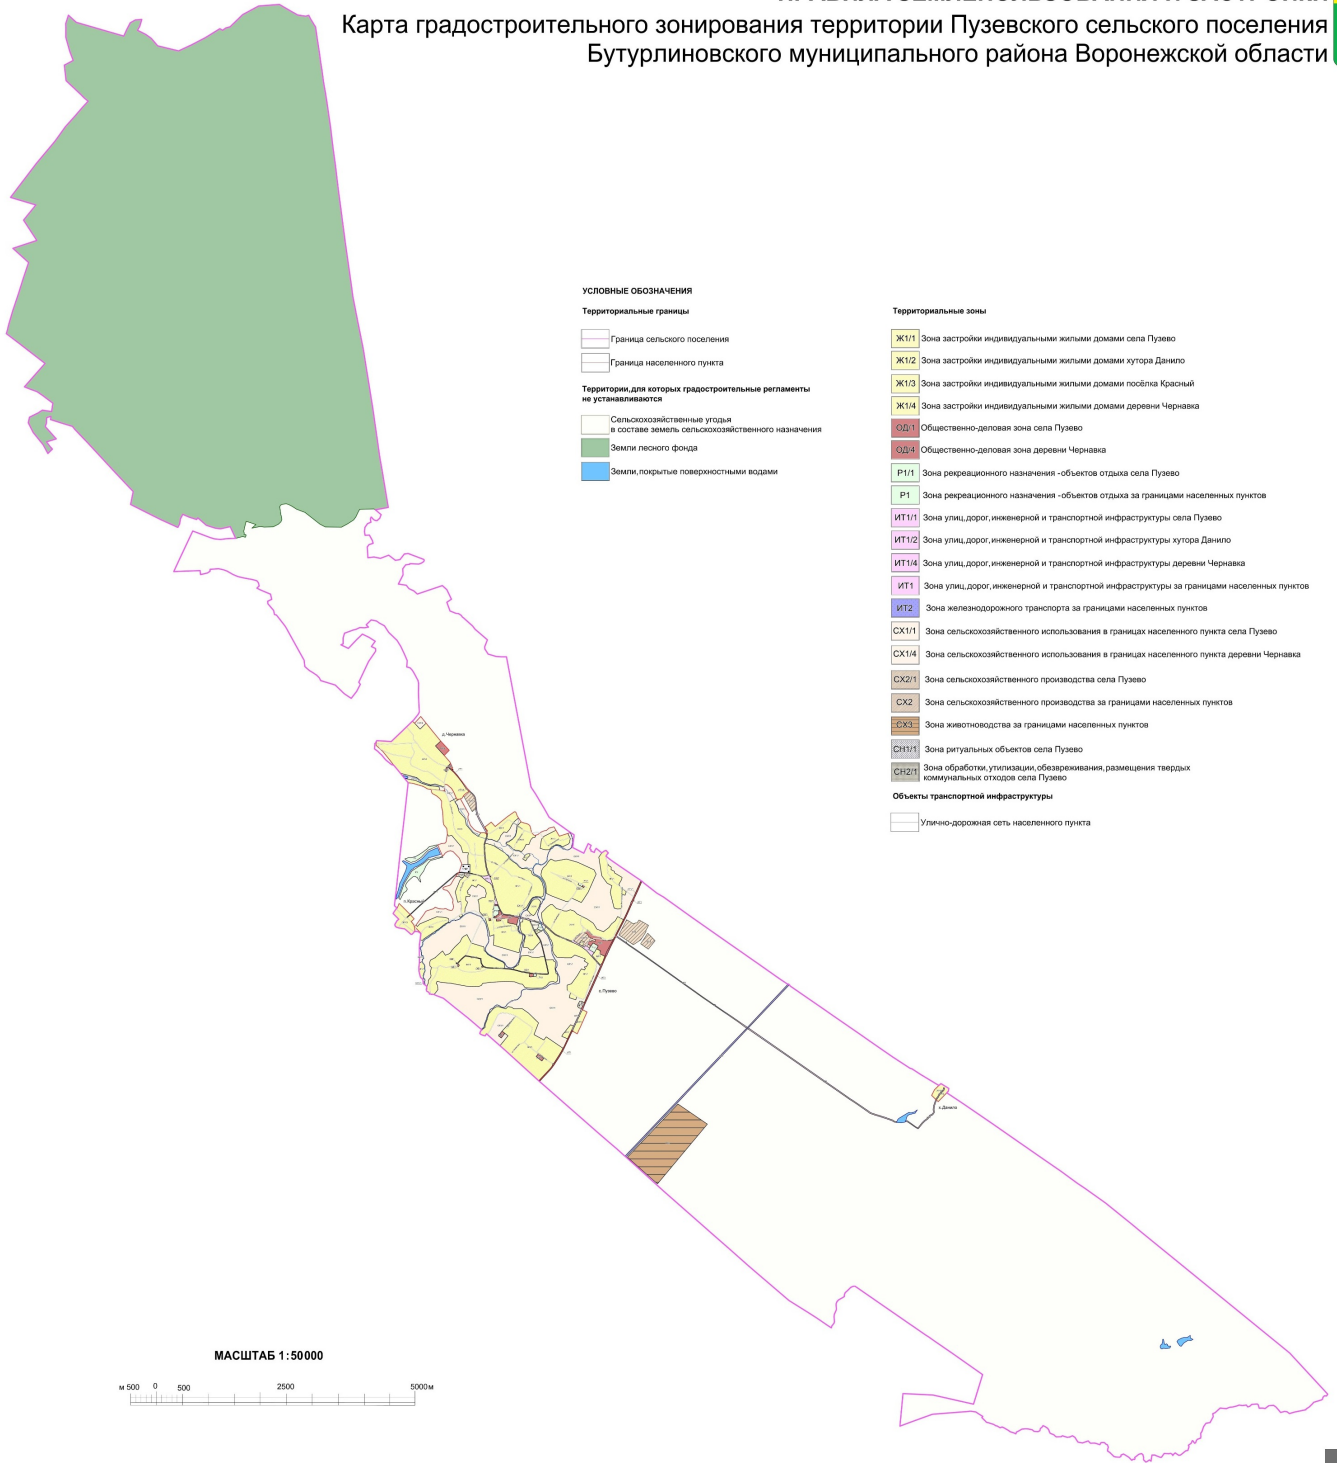 Карта градостроительного зонирования территории Пузевского сельского поселения
Бутурлиновского муниципального района Воронежской области
УСЛОВНЫЕ ОБОЗНАЧЕНИЯ
Территориальные границы
Граница сельского поселения
Граница населенного пункта
Территории,для которых градостроительные регламенты
не устанавливаются
Сельскохозяйственные угодья
в составе земель сельскохозяйственного назначения
Земли лесного фонда
Земли,покрытые поверхностными водами
Территориальные зоны
Ж1/1 Зона застройки индивидуальными жилыми домами села Пузево
Ж1/2 Зона застройки индивидуальными жилыми домами хутора Данило
Ж1/3 Зона застройки индивидуальными жилыми домами посёлка Красный
Ж1/4 Зона застройки индивидуальными жилыми домами деревни Чернавка
ОД/1 Общественно-деловая зона села Пузево
ОД/4 Общественно-деловая зона деревни Чернавка
Р1/1 Зона рекреационного назначения -объектов отдыха села Пузево
Р1 Зона рекреационного назначения -объектов отдыха за границами населенных пунктов
ИТ1/1 Зона улиц,дорог,инженерной и транспортной инфраструктуры села Пузево
ИТ1/2 Зона улиц,дорог,инженерной и транспортной инфраструктуры хутора Данило
ИТ1/4 Зона улиц,дорог,инженерной и транспортной инфраструктуры деревни Чернавка
ИТ1 Зона улиц,дорог,инженерной и транспортной инфраструктуры за границами населенных пунктов
ИТ2 Зона железнодорожного транспорта за границами населенных пунктов
СХ1/1 Зона сельскохозяйственного использования в границах населенного пункта села Пузево
СХ1/4 Зона сельскохозяйственного использования в границах населенного пункта деревни Чернавка
СХ2/1 Зона сельскохозяйственного производства села Пузево
СХ2 Зона сельскохозяйственного производства за границами населенных пунктов
СХ3 Зона животноводства за границами населенных пунктов
СН1/1 Зона ритуальных объектов села Пузево
СН2/1 Зона обработки,утилизации,обезвреживания,размещения твердых
коммунальных отходов села Пузево
Объекты транспортной инфраструктуры
Улично-дорожная сеть населенного пункта
д.Чернавка
п.Красный
с.Пузево
х.Данило
МАСШТАБ 1:50000
м 500 0 500 2500 5000м